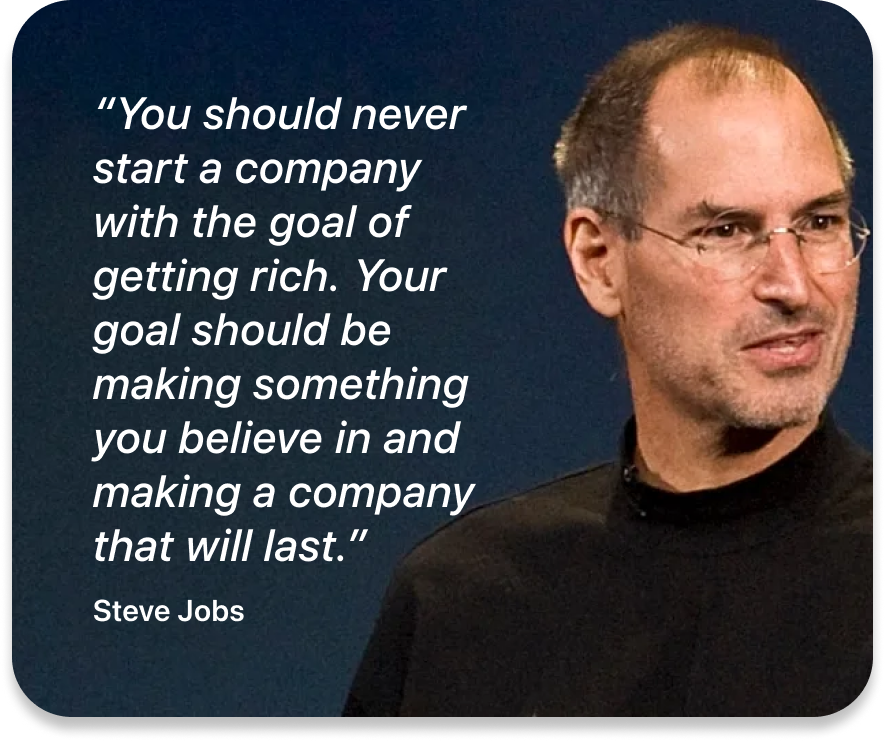 “You should never
start a company
with the goal of
getting rich. Your
goal should be
making something
you believe in and
making a company
that will last.”
Steve Jobs